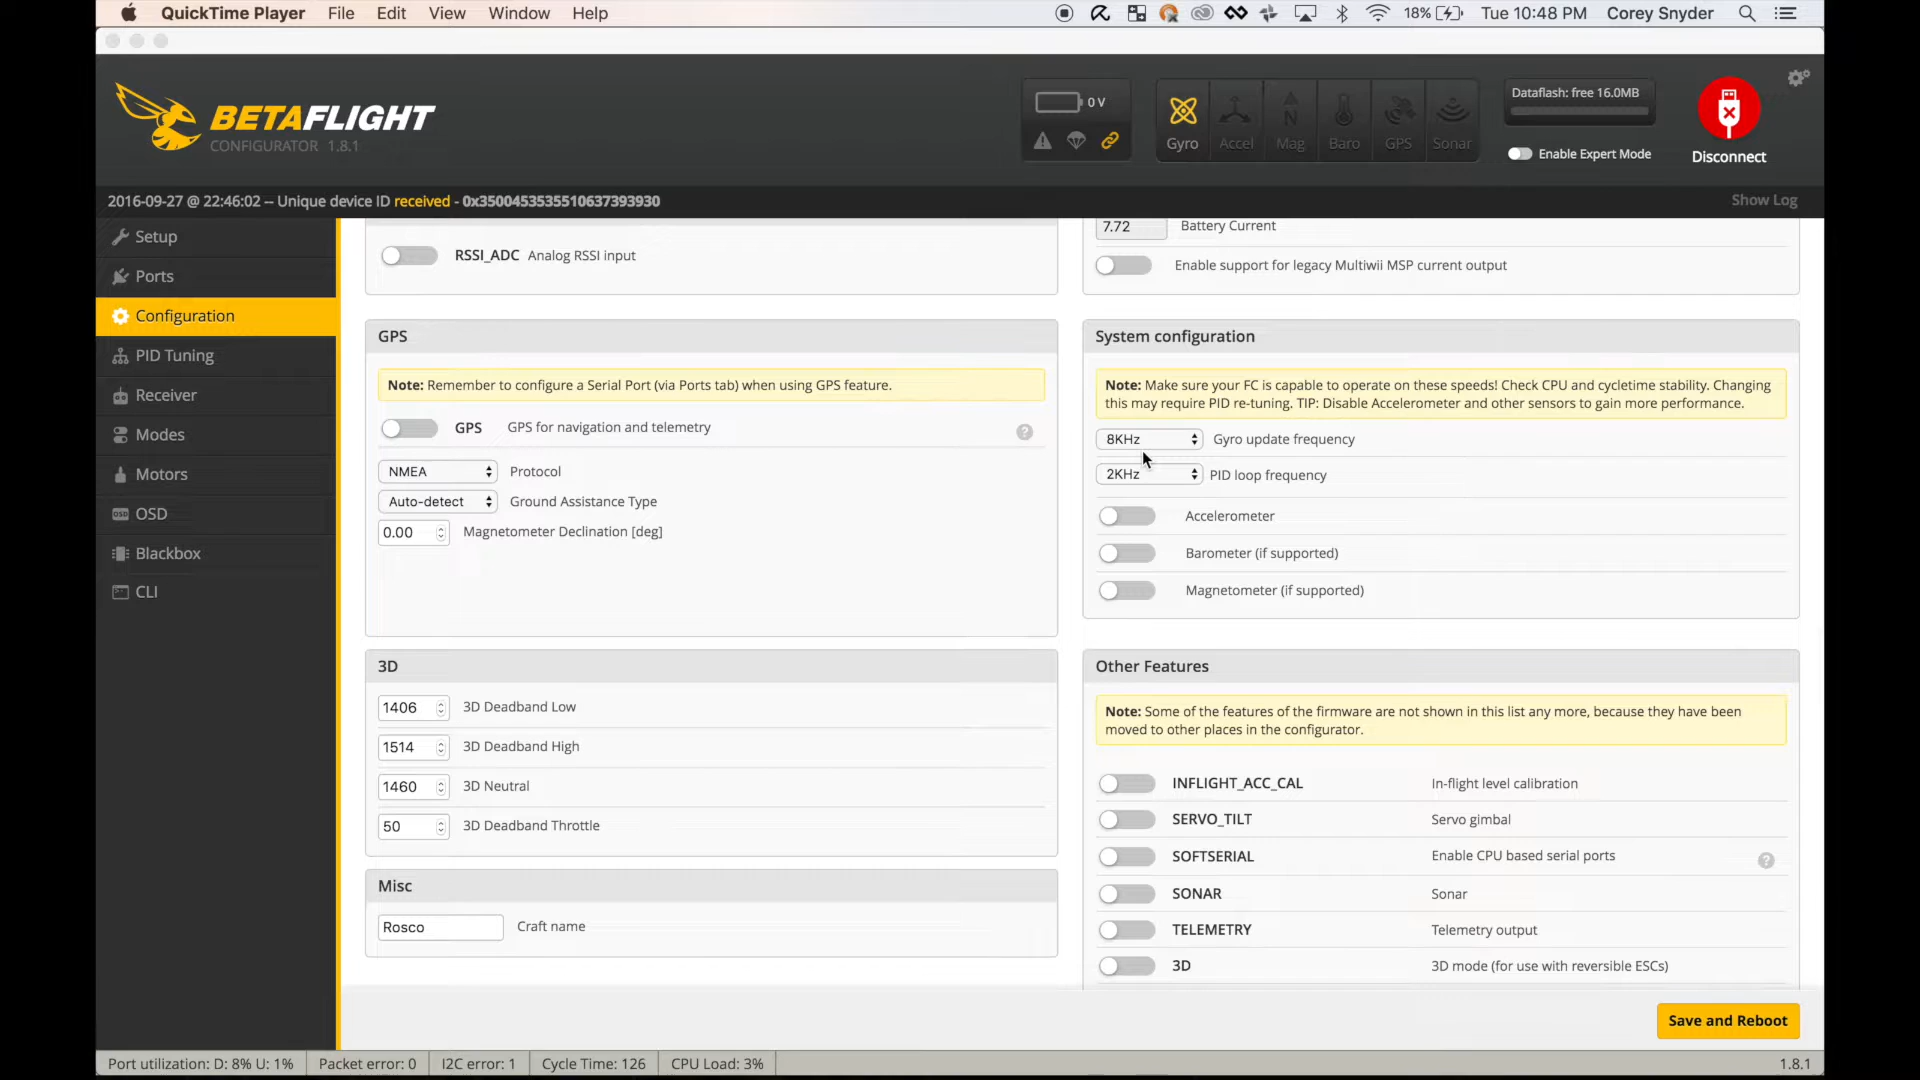 QuickTime Player File Edit View Window Help 18% Tue 10:48 PM Corey Snyder
BETAFLIGHT
CONFIGURATOR 1.8.1
0 V
Gyro Accel Mag Baro GPS Sonar
Dataflash: free 16.0MB
Enable Expert Mode
Disconnect
2016-09-27 @ 22:46:02 -- Unique device ID received - 0x3500453535510637393930
Show Log
Setup
Ports
Configuration
PID Tuning
Receiver
Modes
Motors
OSD
Blackbox
CLI
RSSI_ADC Analog RSSI input
7.72 Battery Current
Enable support for legacy Multiwii MSP current output
GPS
Note: Remember to configure a Serial Port (via Ports tab) when using GPS feature.
GPS GPS for navigation and telemetry ?
NMEA Protocol
Auto-detect Ground Assistance Type
0.00 Magnetometer Declination [deg]
System configuration
Note: Make sure your FC is capable to operate on these speeds! Check CPU and cycletime stability. Changing
this may require PID re-tuning. TIP: Disable Accelerometer and other sensors to gain more performance.
8KHz Gyro update frequency
2KHz PID loop frequency
Accelerometer
Barometer (if supported)
Magnetometer (if supported)
3D
1406 3D Deadband Low
1514 3D Deadband High
1460 3D Neutral
50 3D Deadband Throttle
Other Features
Note: Some of the features of the firmware are not shown in this list any more, because they have been
moved to other places in the configurator.
INFLIGHT_ACC_CAL In-flight level calibration
SERVO_TILT Servo gimbal
SOFTSERIAL Enable CPU based serial ports ?
SONAR Sonar
TELEMETRY Telemetry output
3D 3D mode (for use with reversible ESCs)
Misc
Rosco Craft name
Save and Reboot
Port utilization: D: 8% U: 1% Packet error: 0 I2C error: 1 Cycle Time: 126 CPU Load: 3% 1.8.1